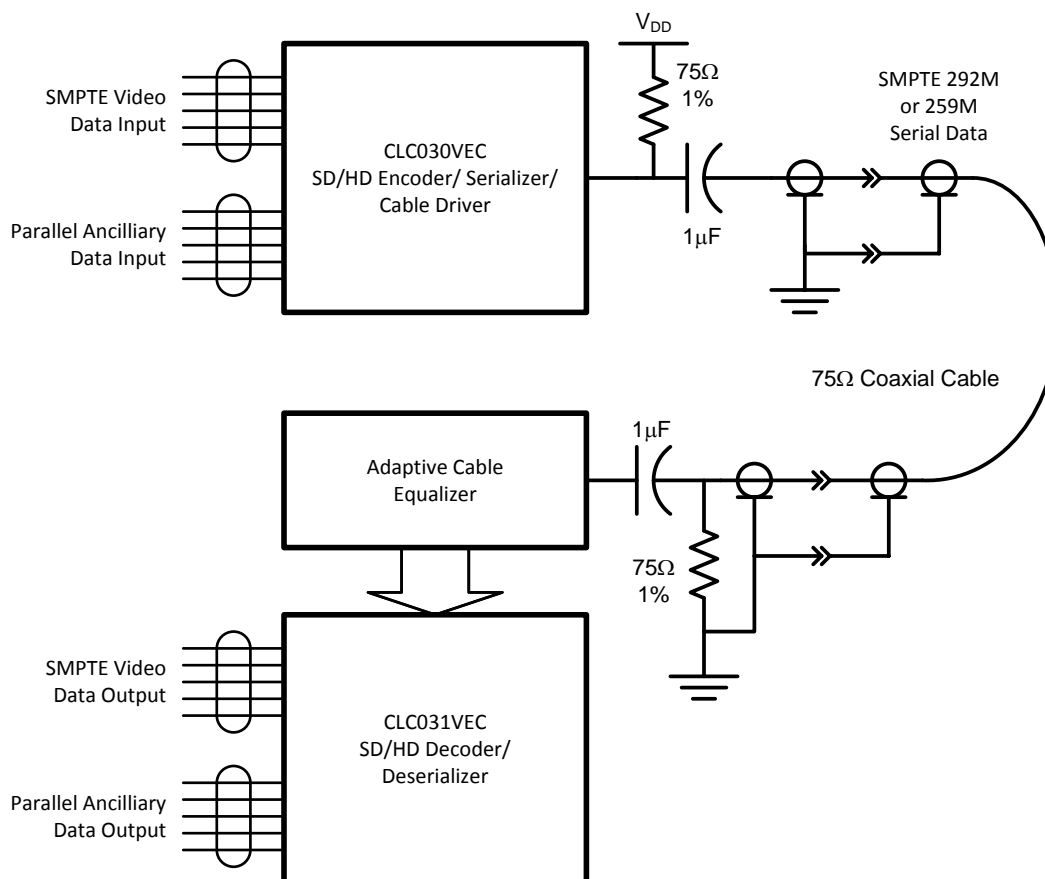 V_DD
75Ω
1%
SMPTE Video
Data Input
SMPTE 292M
or 259M
Serial Data
CLC030VEC
SD/HD Encoder/ Serializer/
Cable Driver
Parallel Ancilliary
Data Input
1μF
75Ω Coaxial Cable
1μF
Adaptive Cable
Equalizer
75Ω
1%
SMPTE Video
Data Output
CLC031VEC
SD/HD Decoder/
Deserializer
Parallel Ancilliary
Data Output